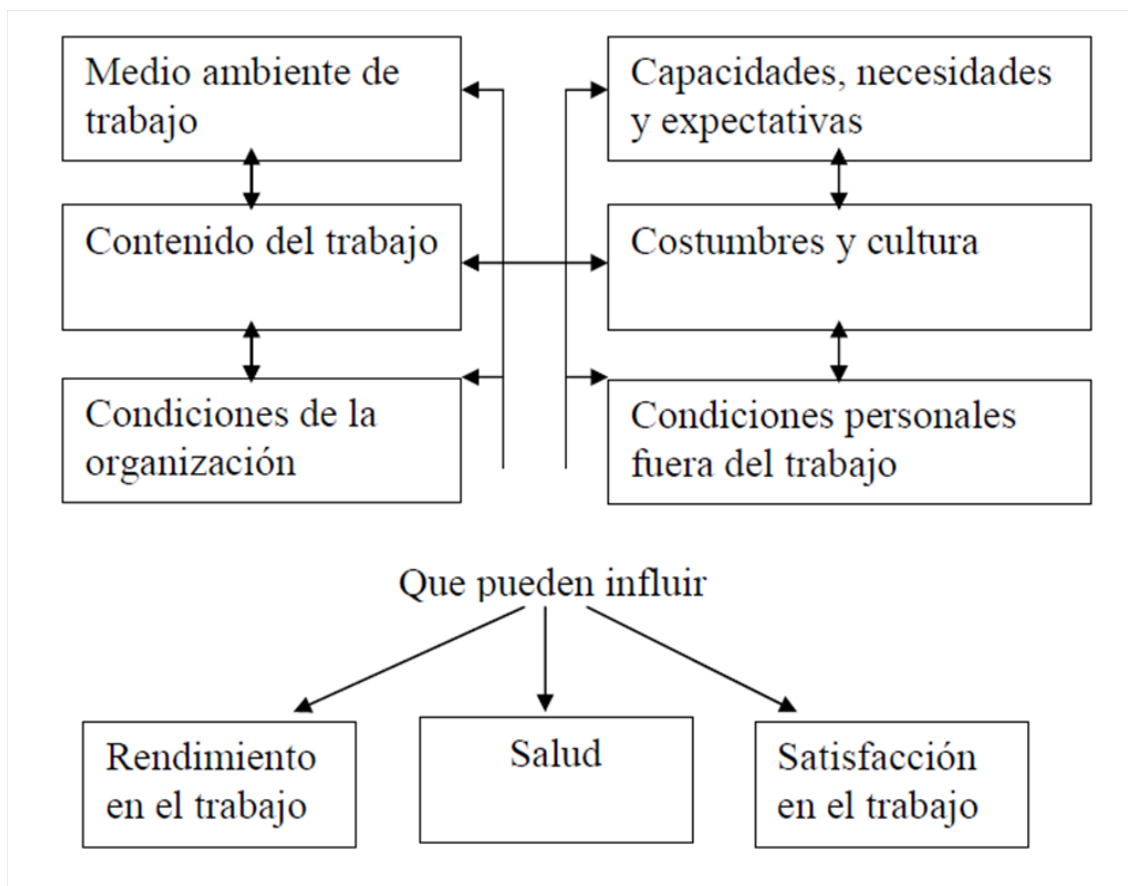 Medio ambiente de
trabajo
Capacidades, necesidades
y expectativas
Contenido del trabajo
Costumbres y cultura
Condiciones de la
organización
Condiciones personales
fuera del trabajo
Que pueden influir
Rendimiento
en el trabajo
Salud
Satisfacción
en el trabajo